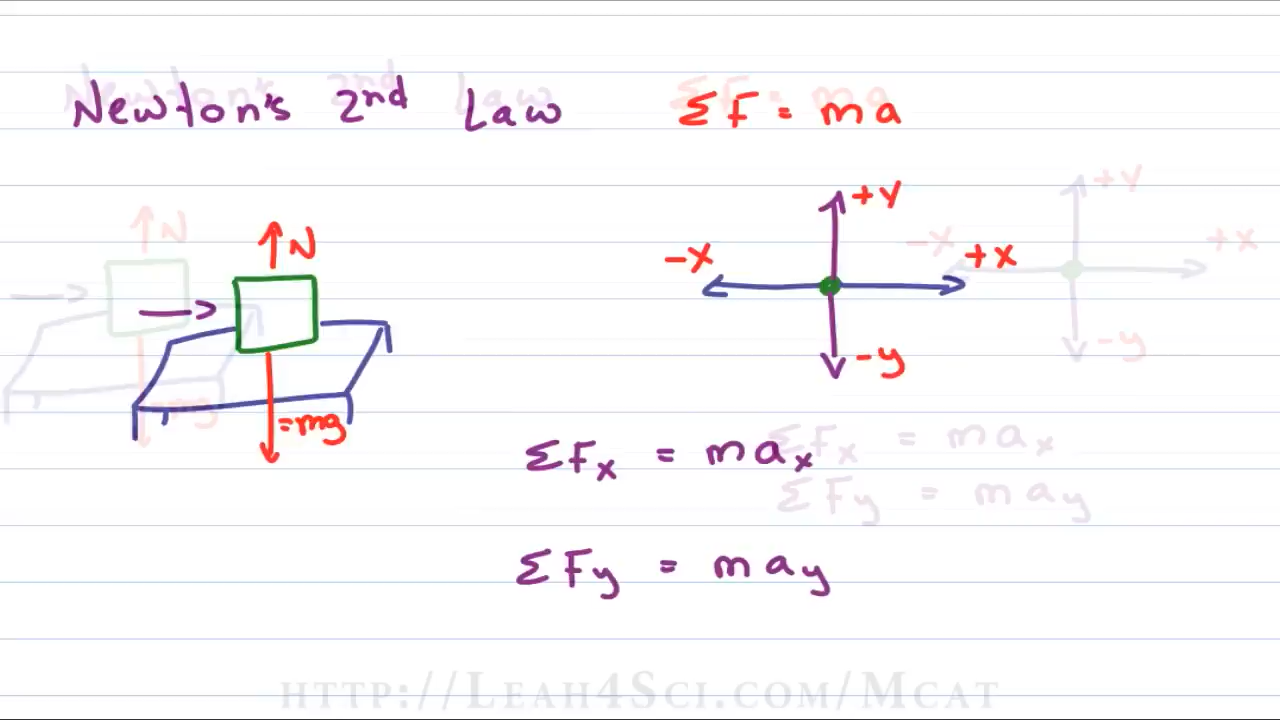 Newton's 2nd Law ΣF = ma
+y
-x +x
N
-y
=mg
ΣFx = max
ΣFy = may
http://Leah4Sci.com/Mcat